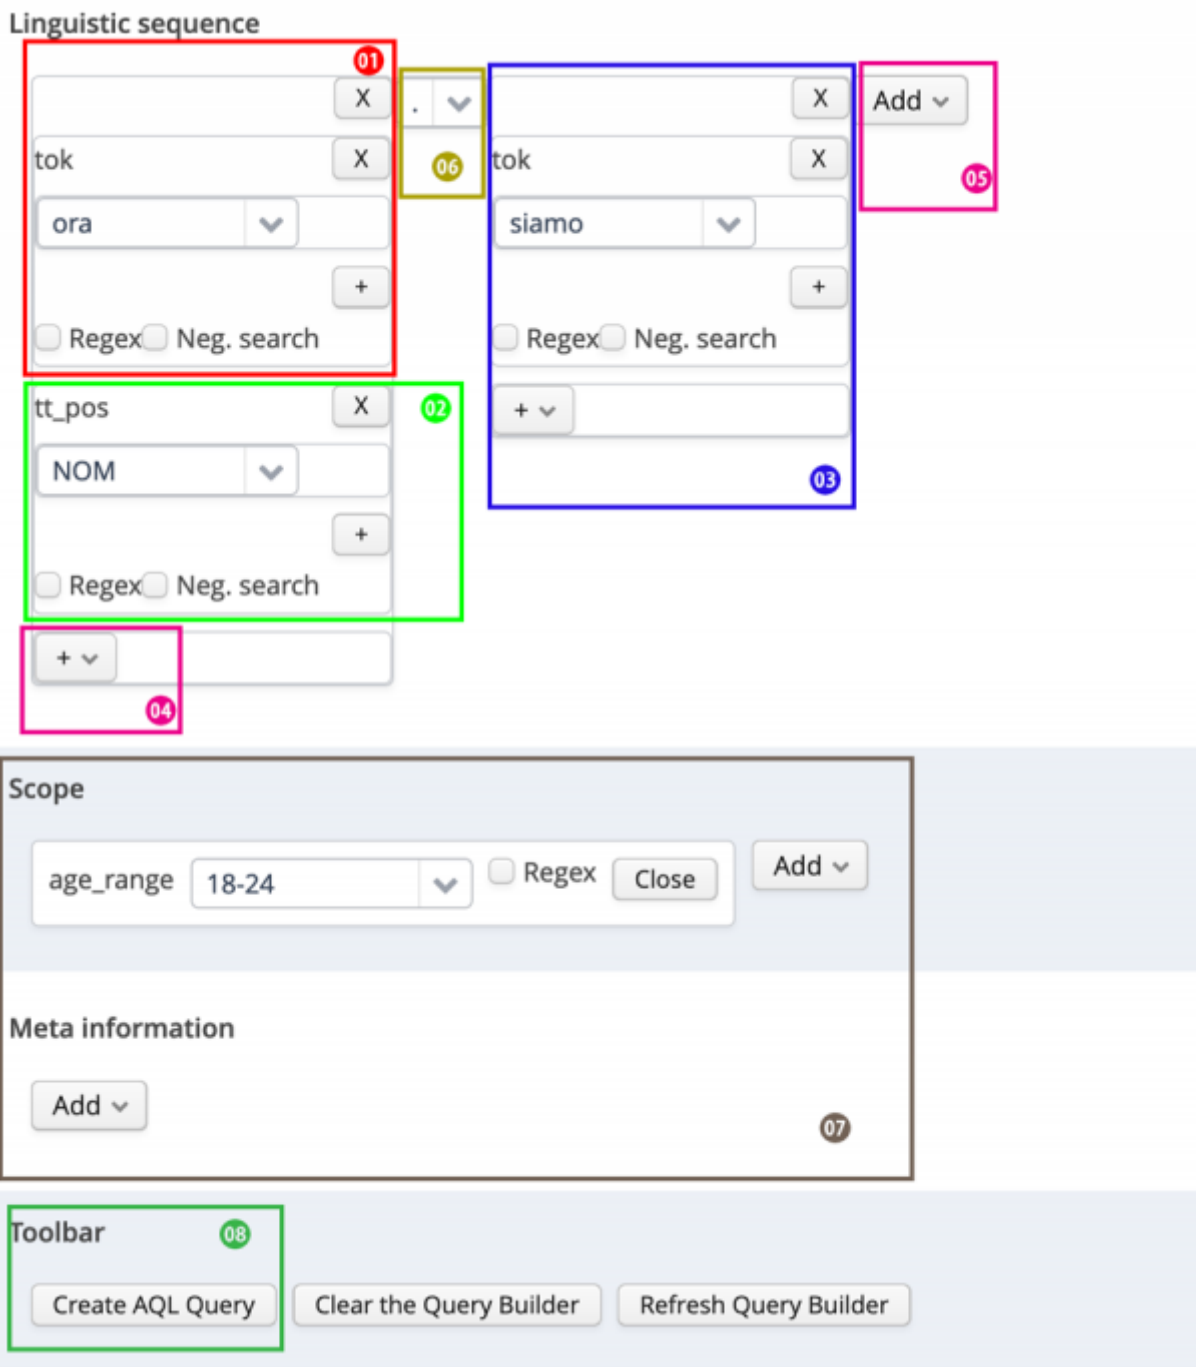 Linguistic sequence
01
X . X Add
tok X 06 tok X 05
ora siamo
+ +
Regex Neg. search Regex Neg. search
tt_pos X 02 +
NOM 03
+
Regex Neg. search
+
04
Scope
age_range 18-24 Regex Close Add
Meta information
Add 07
Toolbar 08
Create AQL Query Clear the Query Builder Refresh Query Builder